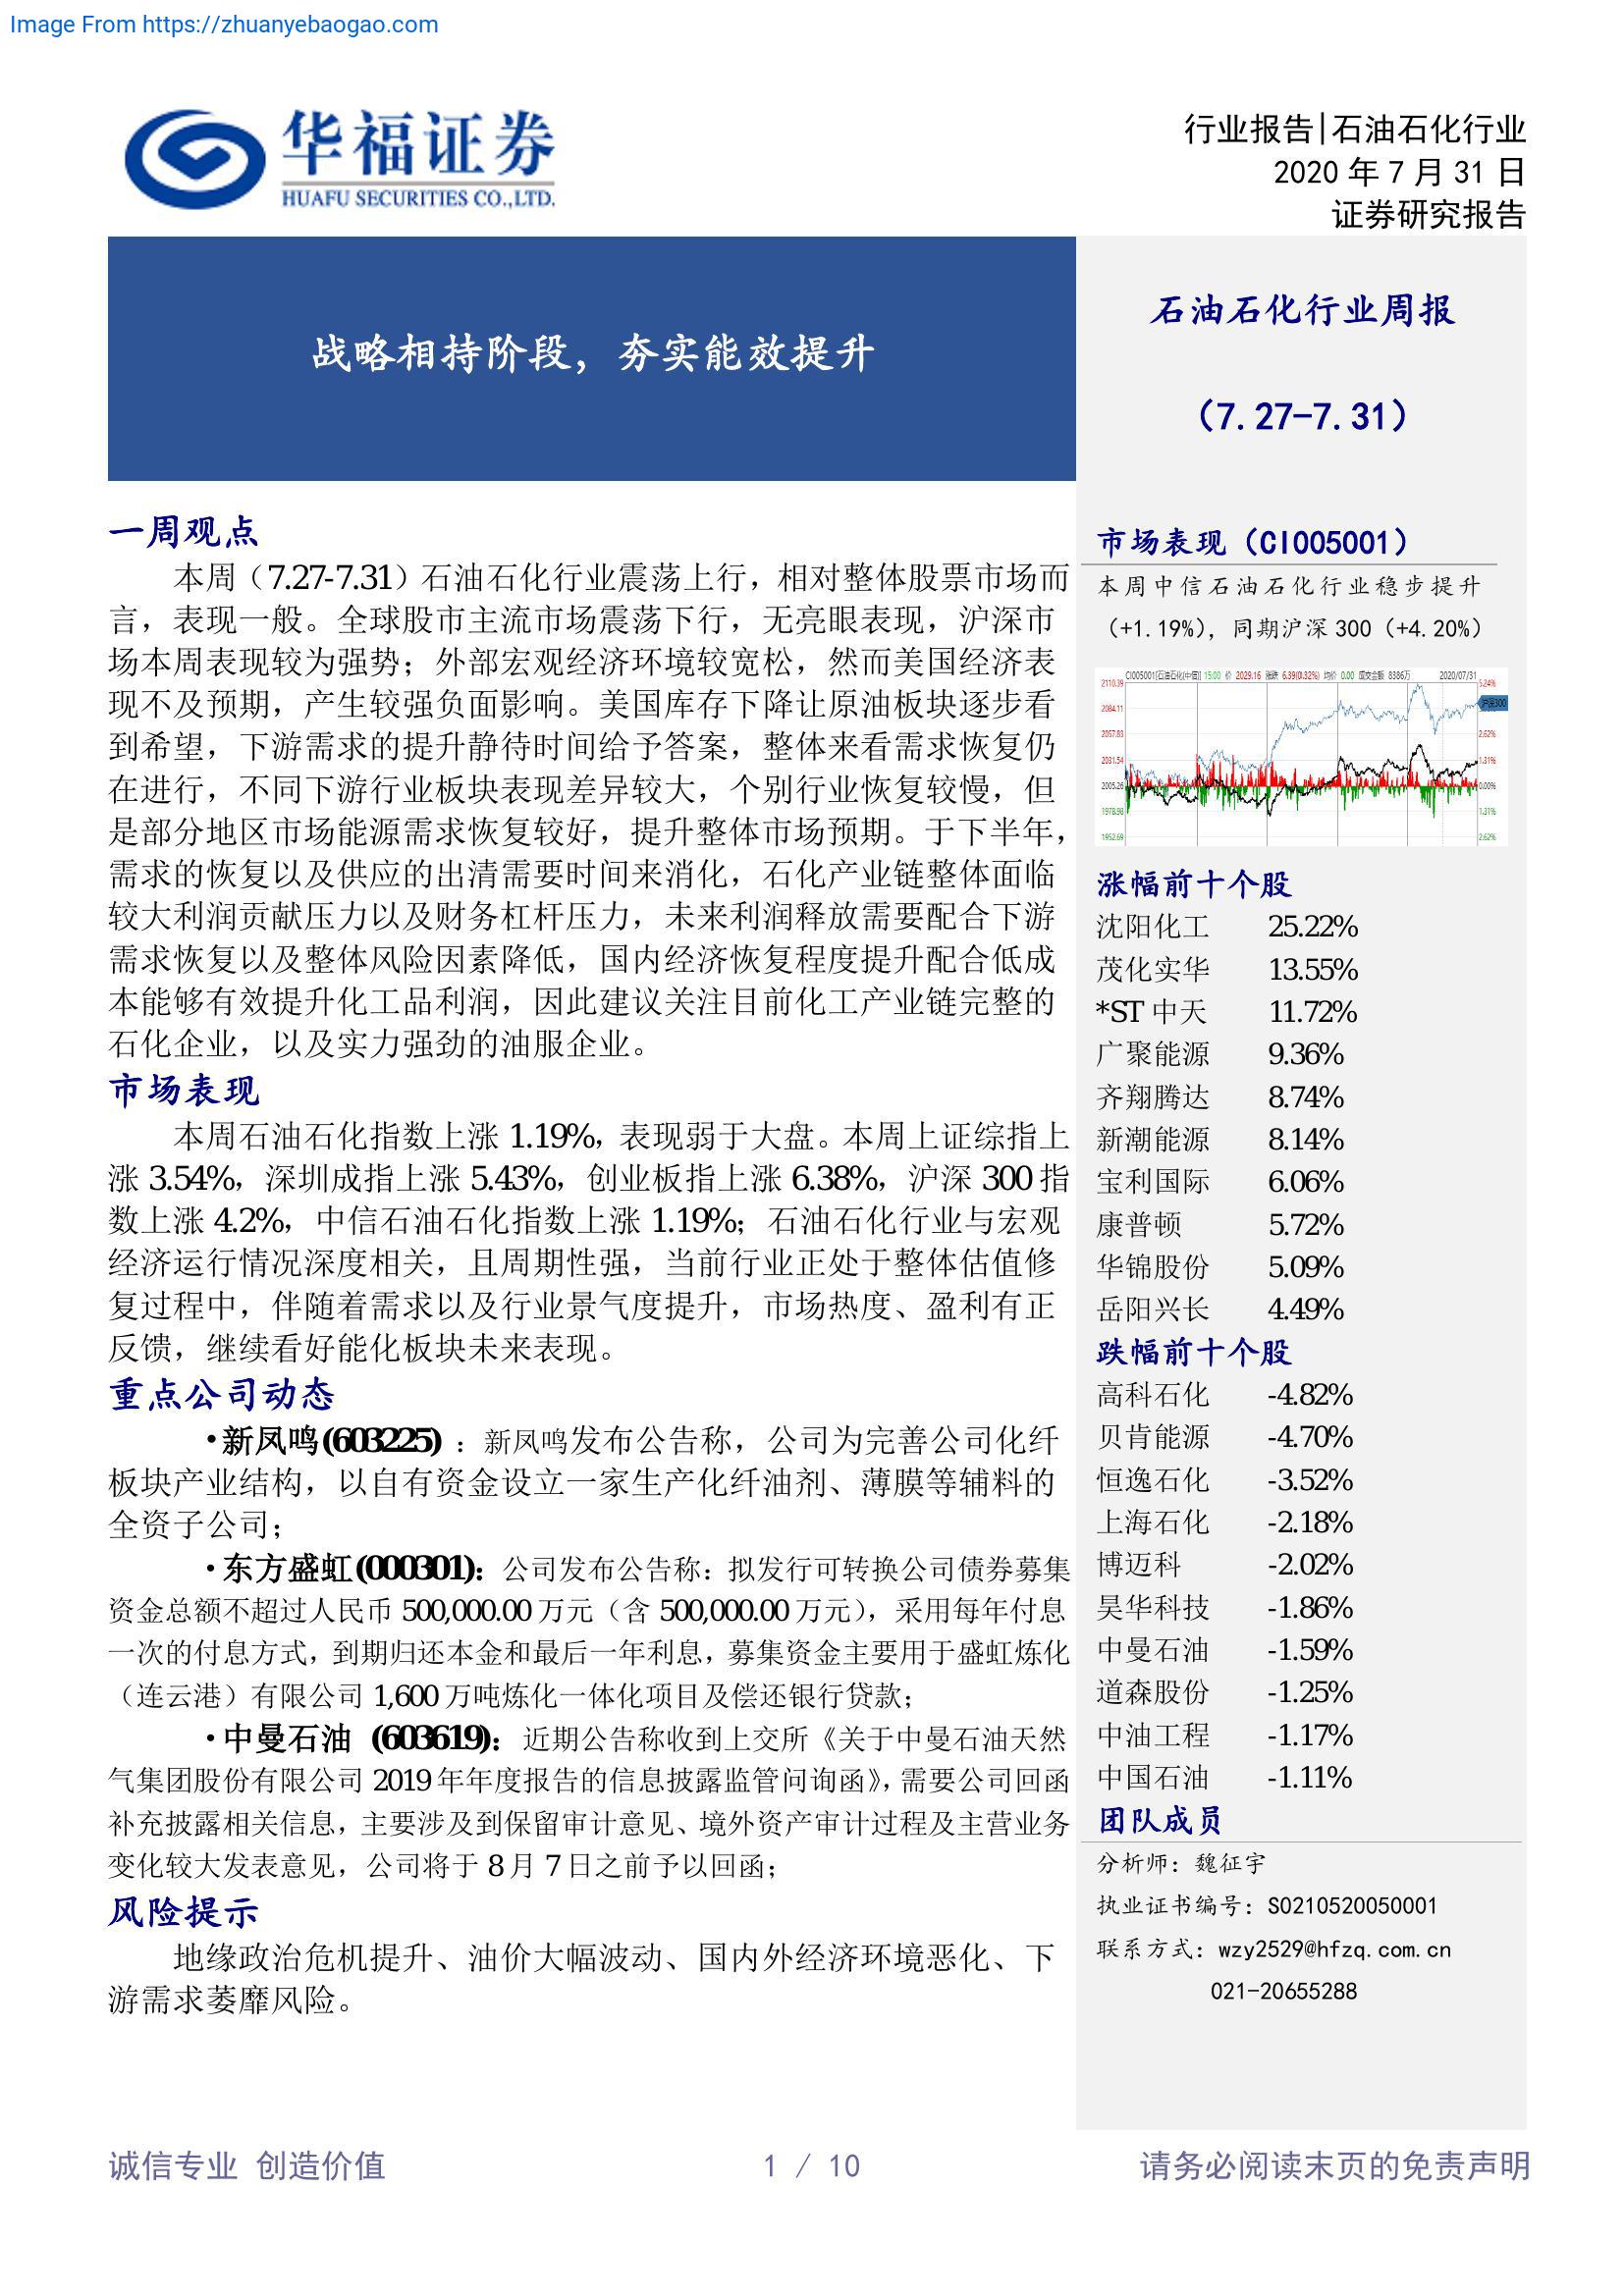 Image From https://zhuanyebaogao.com
华福证券
HUAFU SECURITIES CO.,LTD.
行业报告|石油石化行业
2020 年 7 月 31 日
证券研究报告
战略相持阶段，夯实能效提升
石油石化行业周报
（7.27-7.31）
一周观点
本周（7.27-7.31）石油石化行业震荡上行，相对整体股票市场而
言，表现一般。全球股市主流市场震荡下行，无亮眼表现，沪深市
场本周表现较为强势；外部宏观经济环境较宽松，然而美国经济表
现不及预期，产生较强负面影响。美国库存下降让原油板块逐步看
到希望，下游需求的提升静待时间给予答案，整体来看需求恢复仍
在进行，不同下游行业板块表现差异较大，个别行业恢复较慢，但
是部分地区市场能源需求恢复较好，提升整体市场预期。于下半年，
需求的恢复以及供应的出清需要时间来消化，石化产业链整体面临
较大利润贡献压力以及财务杠杆压力，未来利润释放需要配合下游
需求恢复以及整体风险因素降低，国内经济恢复程度提升配合低成
本能够有效提升化工品利润，因此建议关注目前化工产业链完整的
石化企业，以及实力强劲的油服企业。
市场表现
本周石油石化指数上涨 1.19%，表现弱于大盘。本周上证综指上
涨 3.54%，深圳成指上涨 5.43%，创业板指上涨 6.38%，沪深 300 指
数上涨 4.2%，中信石油石化指数上涨 1.19%；石油石化行业与宏观
经济运行情况深度相关，且周期性强，当前行业正处于整体估值修
复过程中，伴随着需求以及行业景气度提升，市场热度、盈利有正
反馈，继续看好能化板块未来表现。
重点公司动态
•新凤鸣(603225) ：新凤鸣发布公告称，公司为完善公司化纤
板块产业结构，以自有资金设立一家生产化纤油剂、薄膜等辅料的
全资子公司；
•东方盛虹(000301)：公司发布公告称：拟发行可转换公司债券募集
资金总额不超过人民币 500,000.00 万元（含 500,000.00 万元），采用每年付息
一次的付息方式，到期归还本金和最后一年利息，募集资金主要用于盛虹炼化
（连云港）有限公司 1,600 万吨炼化一体化项目及偿还银行贷款；
•中曼石油 (603619)：近期公告称收到上交所《关于中曼石油天然
气集团股份有限公司 2019 年年度报告的信息披露监管问询函》，需要公司回函
补充披露相关信息，主要涉及到保留审计意见、境外资产审计过程及主营业务
变化较大发表意见，公司将于 8 月 7 日之前予以回函；
风险提示
地缘政治危机提升、油价大幅波动、国内外经济环境恶化、下
游需求萎靡风险。
市场表现（CI005001）
本周中信石油石化行业稳步提升
（+1.19%），同期沪深 300（+4.20%）
CI005001[石油石化(中信)] 15:00 价 2029.16 涨跌 6.39(0.32%) 均价 0.00 成交金额 8386万 2020/07/31
2110.39 5.24%
2084.11 沪深300
2057.83 2.62%
2031.54 1.31%
2005.26 0.00%
1978.98 1.31%
1952.69 2.62%
涨幅前十个股
沈阳化工 25.22%
茂化实华 13.55%
*ST 中天 11.72%
广聚能源 9.36%
齐翔腾达 8.74%
新潮能源 8.14%
宝利国际 6.06%
康普顿 5.72%
华锦股份 5.09%
岳阳兴长 4.49%
跌幅前十个股
高科石化 -4.82%
贝肯能源 -4.70%
恒逸石化 -3.52%
上海石化 -2.18%
博迈科 -2.02%
昊华科技 -1.86%
中曼石油 -1.59%
道森股份 -1.25%
中油工程 -1.17%
中国石油 -1.11%
团队成员
分析师：魏征宇
执业证书编号：S0210520050001
联系方式：wzy2529@hfzq.com.cn
021-20655288
诚信专业 创造价值
1 / 10
请务必阅读末页的免责声明